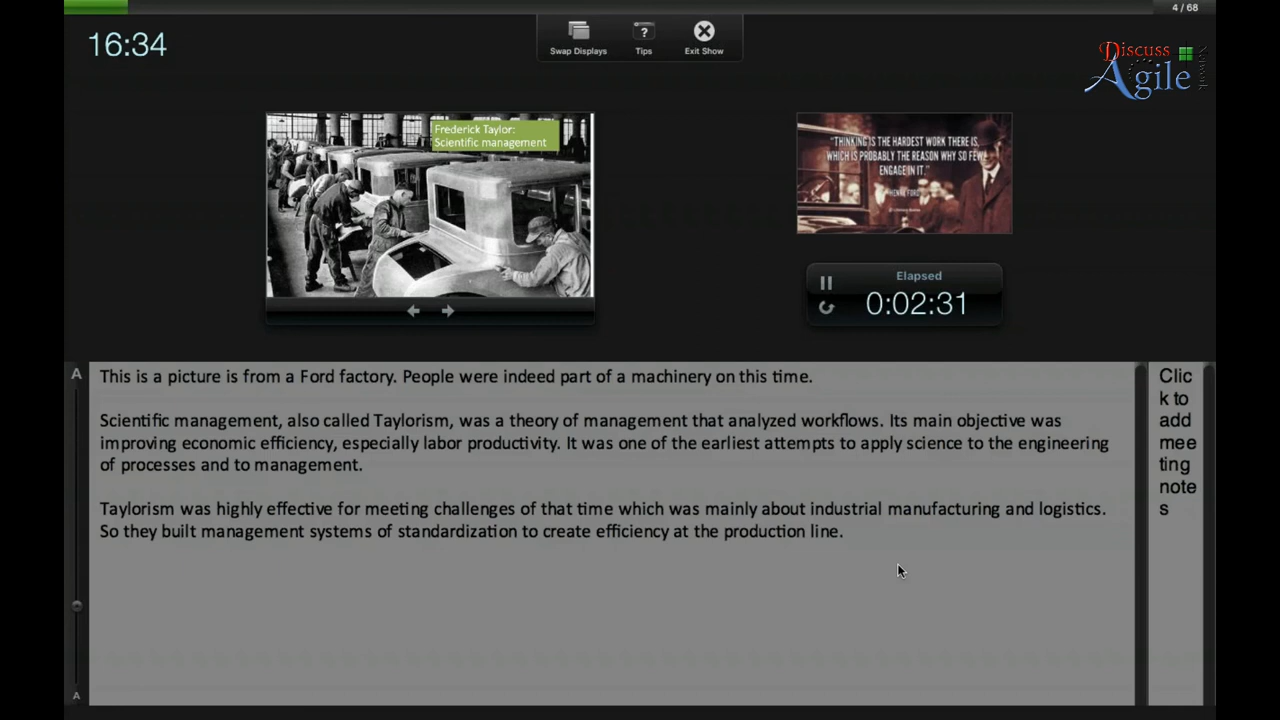 4 / 68
16:34
Swap Displays
Tips
Exit Show
Discuss
Agile
Network
Frederick Taylor:
Scientific management
"THINKING IS THE HARDEST WORK THERE IS,
WHICH IS PROBABLY THE REASON WHY SO FEW
ENGAGE IN IT."
HENRY FORD
Elapsed
0:02:31
A
This is a picture is from a Ford factory. People were indeed part of a machinery on this time.
Scientific management, also called Taylorism, was a theory of management that analyzed workflows. Its main objective was
improving economic efficiency, especially labor productivity. It was one of the earliest attempts to apply science to the engineering
of processes and to management.
Taylorism was highly effective for meeting challenges of that time which was mainly about industrial manufacturing and logistics.
So they built management systems of standardization to create efficiency at the production line.
A
Clic
k to
add
mee
ting
note
s